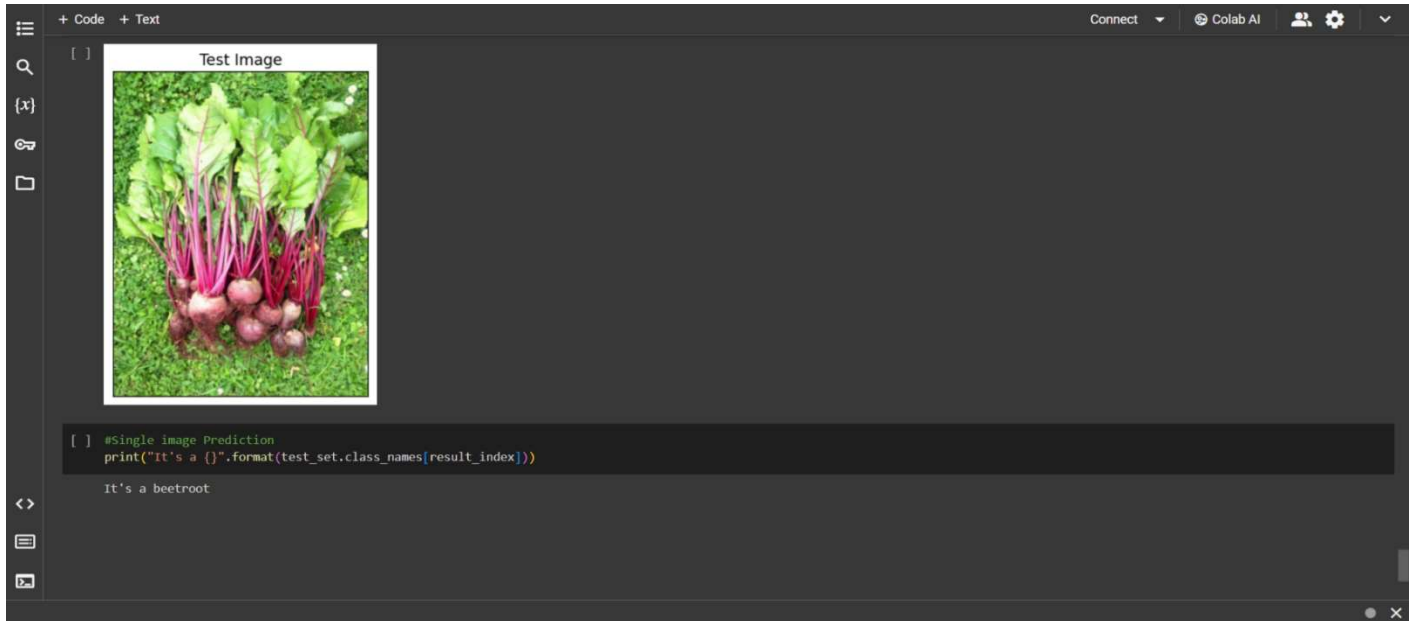 + Code + Text
Connect
Colab AI
[ ]
Test Image
{x}
[ ] #Single image Prediction
print("It's a {}".format(test_set.class_names[result_index]))
It's a beetroot